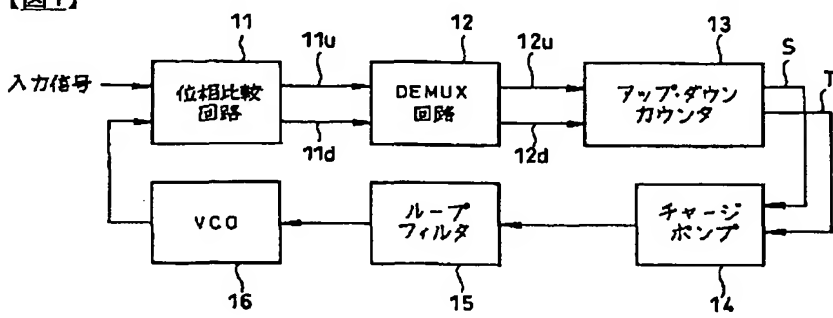 【図1】
11
11u
12
12u
13
S
T
入力信号
位相比較
回路
DEMUX
回路
アップ・ダウン
カウンタ
11d
12d
VCO
ループ
フィルタ
チャージ
ポンプ
16
15
14